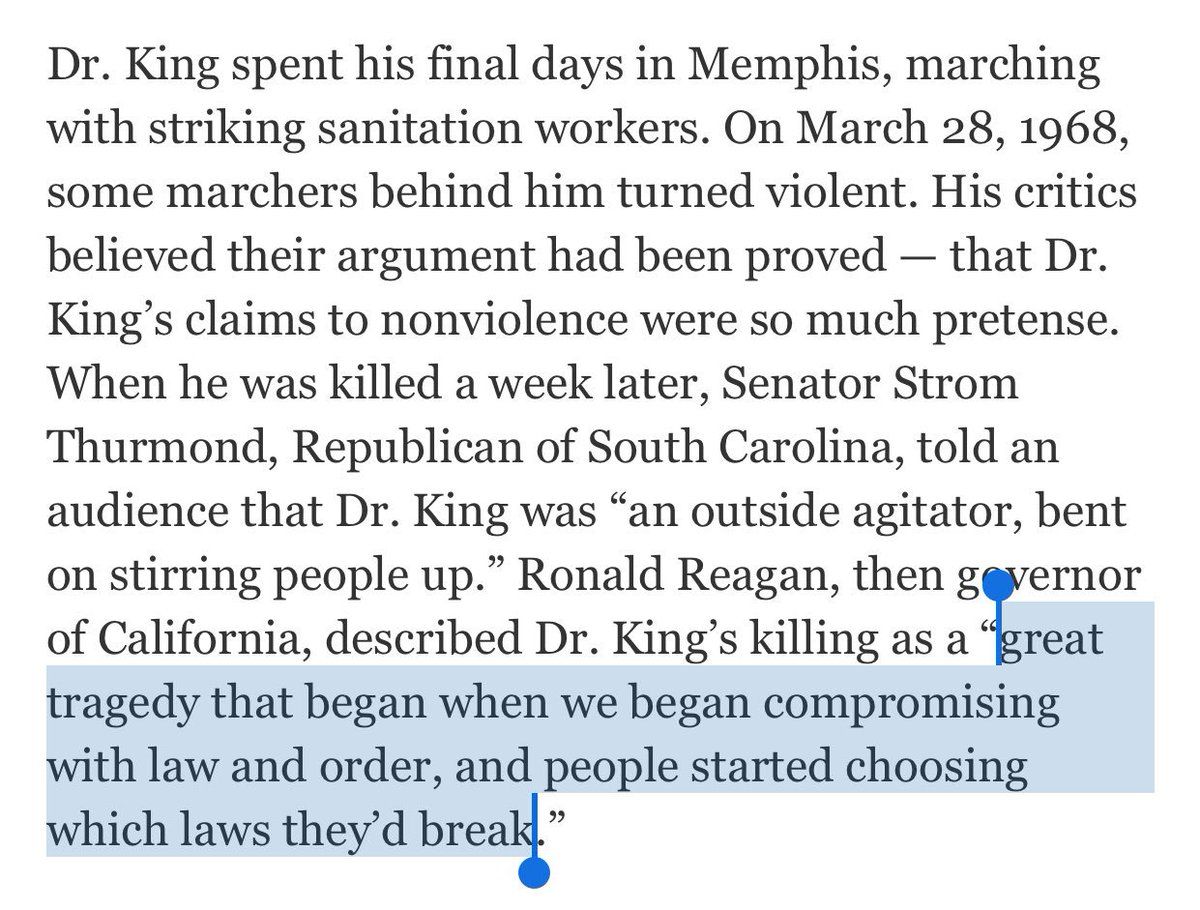 Dr. King spent his final days in Memphis, marching
with striking sanitation workers. On March 28, 1968,
some marchers behind him turned violent. His critics
believed their argument had been proved — that Dr.
King’s claims to nonviolence were so much pretense.
When he was killed a week later, Senator Strom
Thurmond, Republican of South Carolina, told an
audience that Dr. King was “an outside agitator, bent
on stirring people up.” Ronald Reagan, then governor
of California, described Dr. King’s killing as a “great
tragedy that began when we began compromising
with law and order, and people started choosing
which laws they’d break.”